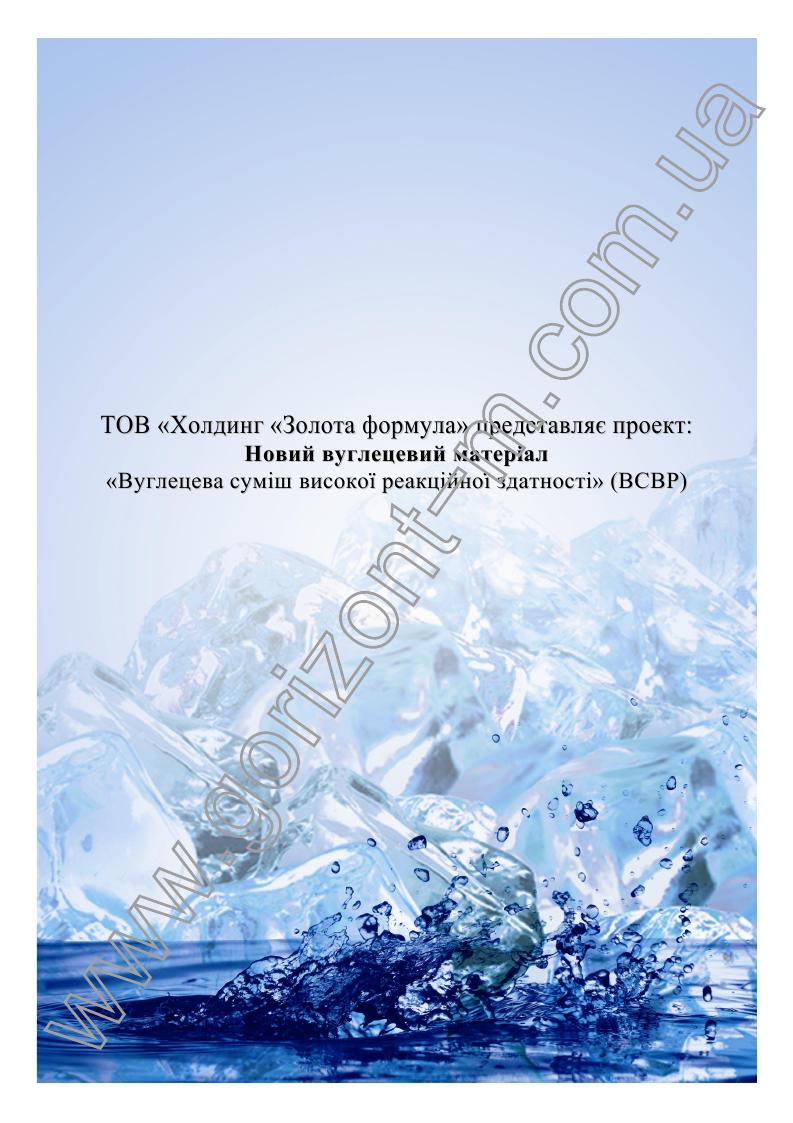 ТОВ «Холдинг «Золота формула» представляє проект:
Новий вуглецевий матеріал
«Вуглецева суміш високої реакційної здатності» (ВСВР)
www.gorizont-m.com.ua